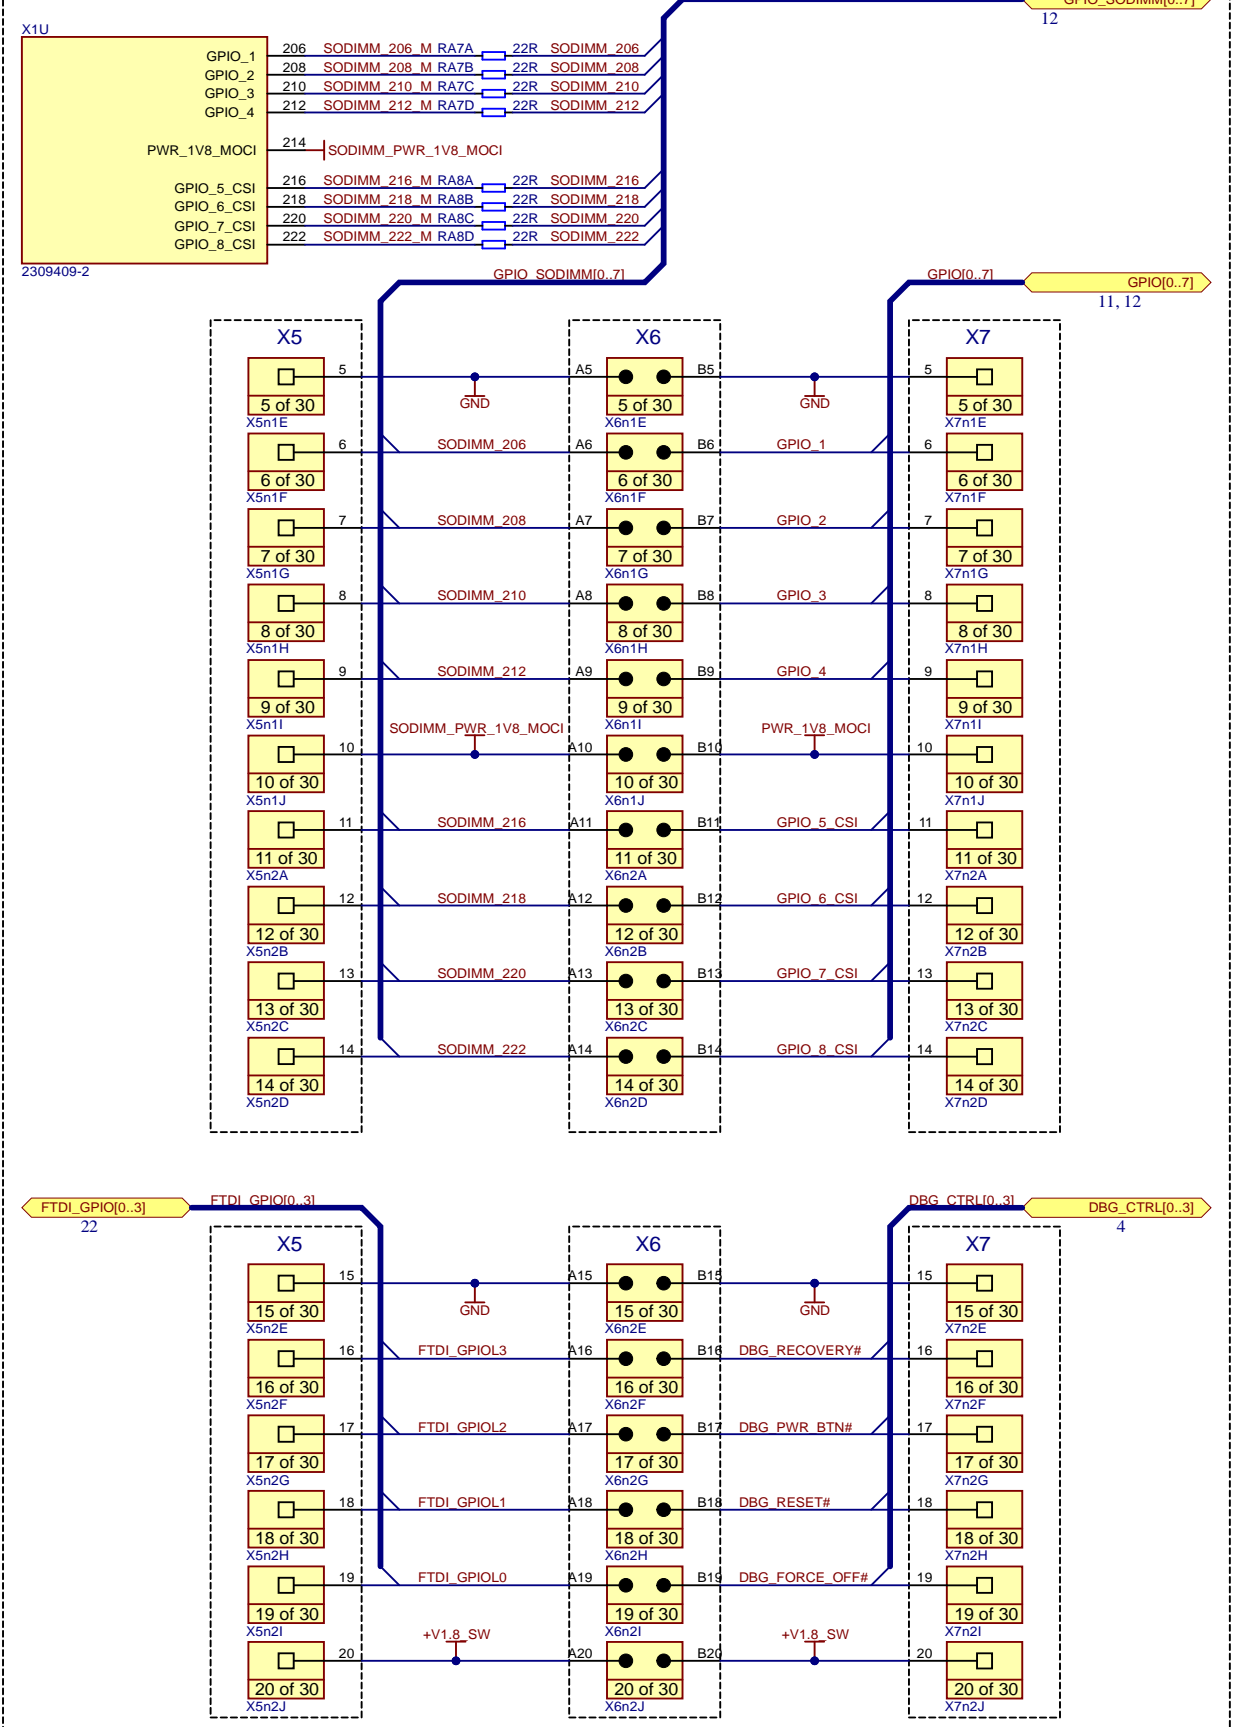 GPIO_SODIMM[0..7]
12
X1U
GPIO_1 206 SODIMM_206_M RA7A 22R SODIMM_206
GPIO_2 208 SODIMM_208_M RA7B 22R SODIMM_208
GPIO_3 210 SODIMM_210_M RA7C 22R SODIMM_210
GPIO_4 212 SODIMM_212_M RA7D 22R SODIMM_212
PWR_1V8_MOCI 214 SODIMM_PWR_1V8_MOCI
GPIO_5_CSI 216 SODIMM_216_M RA8A 22R SODIMM_216
GPIO_6_CSI 218 SODIMM_218_M RA8B 22R SODIMM_218
GPIO_7_CSI 220 SODIMM_220_M RA8C 22R SODIMM_220
GPIO_8_CSI 222 SODIMM_222_M RA8D 22R SODIMM_222
2309409-2
GPIO_SODIMM[0..7] GPIO[0..7] GPIO[0..7]
11, 12
X5 X6 X7
5 A5 B5 5
5 of 30 GND 5 of 30 GND 5 of 30
X5n1E X6n1E X7n1E
6 SODIMM_206 A6 B6 GPIO_1 6
6 of 30 6 of 30 6 of 30
X5n1F X6n1F X7n1F
7 SODIMM_208 A7 B7 GPIO_2 7
7 of 30 7 of 30 7 of 30
X5n1G X6n1G X7n1G
8 SODIMM_210 A8 B8 GPIO_3 8
8 of 30 8 of 30 8 of 30
X5n1H X6n1H X7n1H
9 SODIMM_212 A9 B9 GPIO_4 9
9 of 30 9 of 30 9 of 30
X5n1I X6n1I X7n1I
SODIMM_PWR_1V8_MOCI PWR_1V8_MOCI
10 A10 B10 10
10 of 30 10 of 30 10 of 30
X5n1J X6n1J X7n1J
11 SODIMM_216 A11 B11 GPIO_5_CSI 11
11 of 30 11 of 30 11 of 30
X5n2A X6n2A X7n2A
12 SODIMM_218 A12 B12 GPIO_6_CSI 12
12 of 30 12 of 30 12 of 30
X5n2B X6n2B X7n2B
13 SODIMM_220 A13 B13 GPIO_7_CSI 13
13 of 30 13 of 30 13 of 30
X5n2C X6n2C X7n2C
14 SODIMM_222 A14 B14 GPIO_8_CSI 14
14 of 30 14 of 30 14 of 30
X5n2D X6n2D X7n2D
FTDI_GPIO[0..3] FTDI_GPIO[0..3] DBG_CTRL[0..3] DBG_CTRL[0..3]
22 4
X5 X6 X7
15 A15 B15 15
15 of 30 GND 15 of 30 GND 15 of 30
X5n2E X6n2E X7n2E
16 FTDI_GPIOL3 A16 B16 DBG_RECOVERY# 16
16 of 30 16 of 30 16 of 30
X5n2F X6n2F X7n2F
17 FTDI_GPIOL2 A17 B17 DBG_PWR_BTN# 17
17 of 30 17 of 30 17 of 30
X5n2G X6n2G X7n2G
18 FTDI_GPIOL1 A18 B18 DBG_RESET# 18
18 of 30 18 of 30 18 of 30
X5n2H X6n2H X7n2H
19 FTDI_GPIOL0 A19 B19 DBG_FORCE_OFF# 19
19 of 30 19 of 30 19 of 30
X5n2I X6n2I X7n2I
+V1.8_SW +V1.8_SW
20 A20 B20 20
20 of 30 20 of 30 20 of 30
X5n2J X6n2J X7n2J